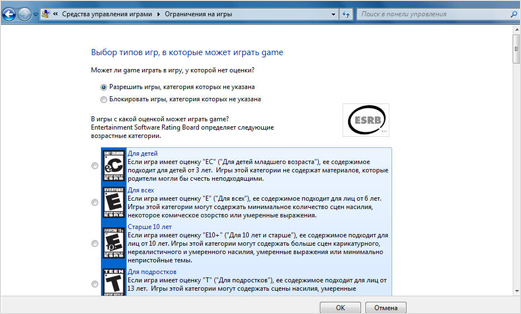 « Средства управления играми ▸ Ограничения на игры
Поиск в панели управления
Выбор типов игр, в которые может играть game
Может ли game играть в игру, у которой нет оценки?
Разрешить игры, категория которых не указана
Блокировать игры, категория которых не указана
В игры с какой оценкой может играть game?
Entertainment Software Rating Board определяет следующие
возрастные категории.
ESRB
Для детей
Если игра имеет оценку "EC" ("Для детей младшего возраста"), ее содержимое
подходит для детей от 3 лет. Игры этой категории не содержат материалов, которые
родители могли бы счесть неподходящими.
eC
Для всех
Если игра имеет оценку "E" ("Для всех"), ее содержимое подходит для лиц от 6 лет.
Игры этой категории могут содержать минимальное количество сцен насилия,
некоторое комическое озорство или умеренные выражения.
E
ESRB
Старше 10 лет
Если игра имеет оценку "E10+" ("Для 10 лет и старше"), ее содержимое подходит для
лиц от 10 лет. Игры этой категории могут содержать больше сцен карикатурного,
нереалистичного и умеренного насилия, умеренные выражения или минимально
непристойные темы.
E
ESRB
Для подростков
Если игра имеет оценку "T" ("Для подростков"), ее содержимое подходит для лиц от
13 лет. Игры этой категории могут содержать сцены насилия, умеренные
TEEN
T
ОК
Отмена